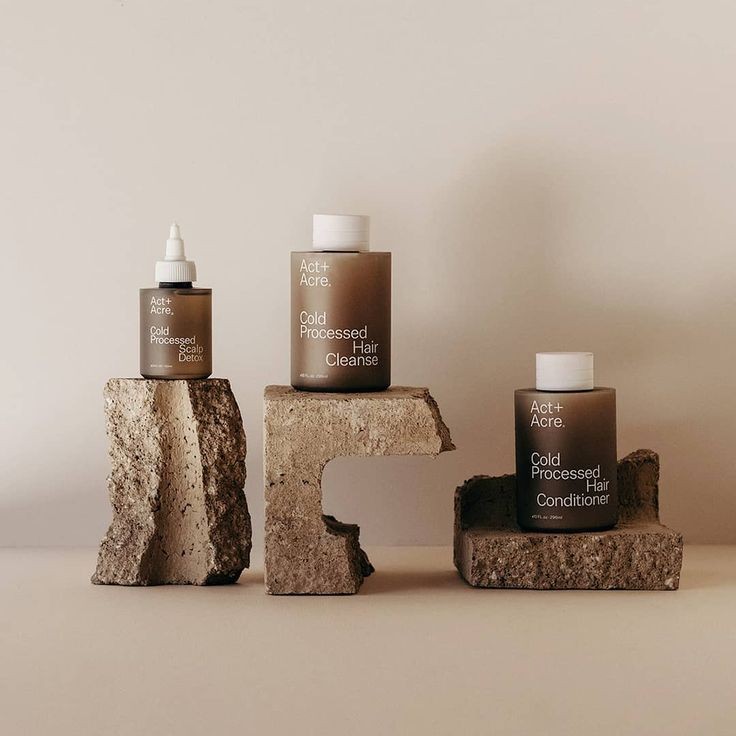 Act+
Acre.
Cold
Processed
Scalp
Detox
Act+
Acre.
Cold
Processed
Hair
Cleanse
Act+
Acre.
Cold
Processed
Hair
Conditioner